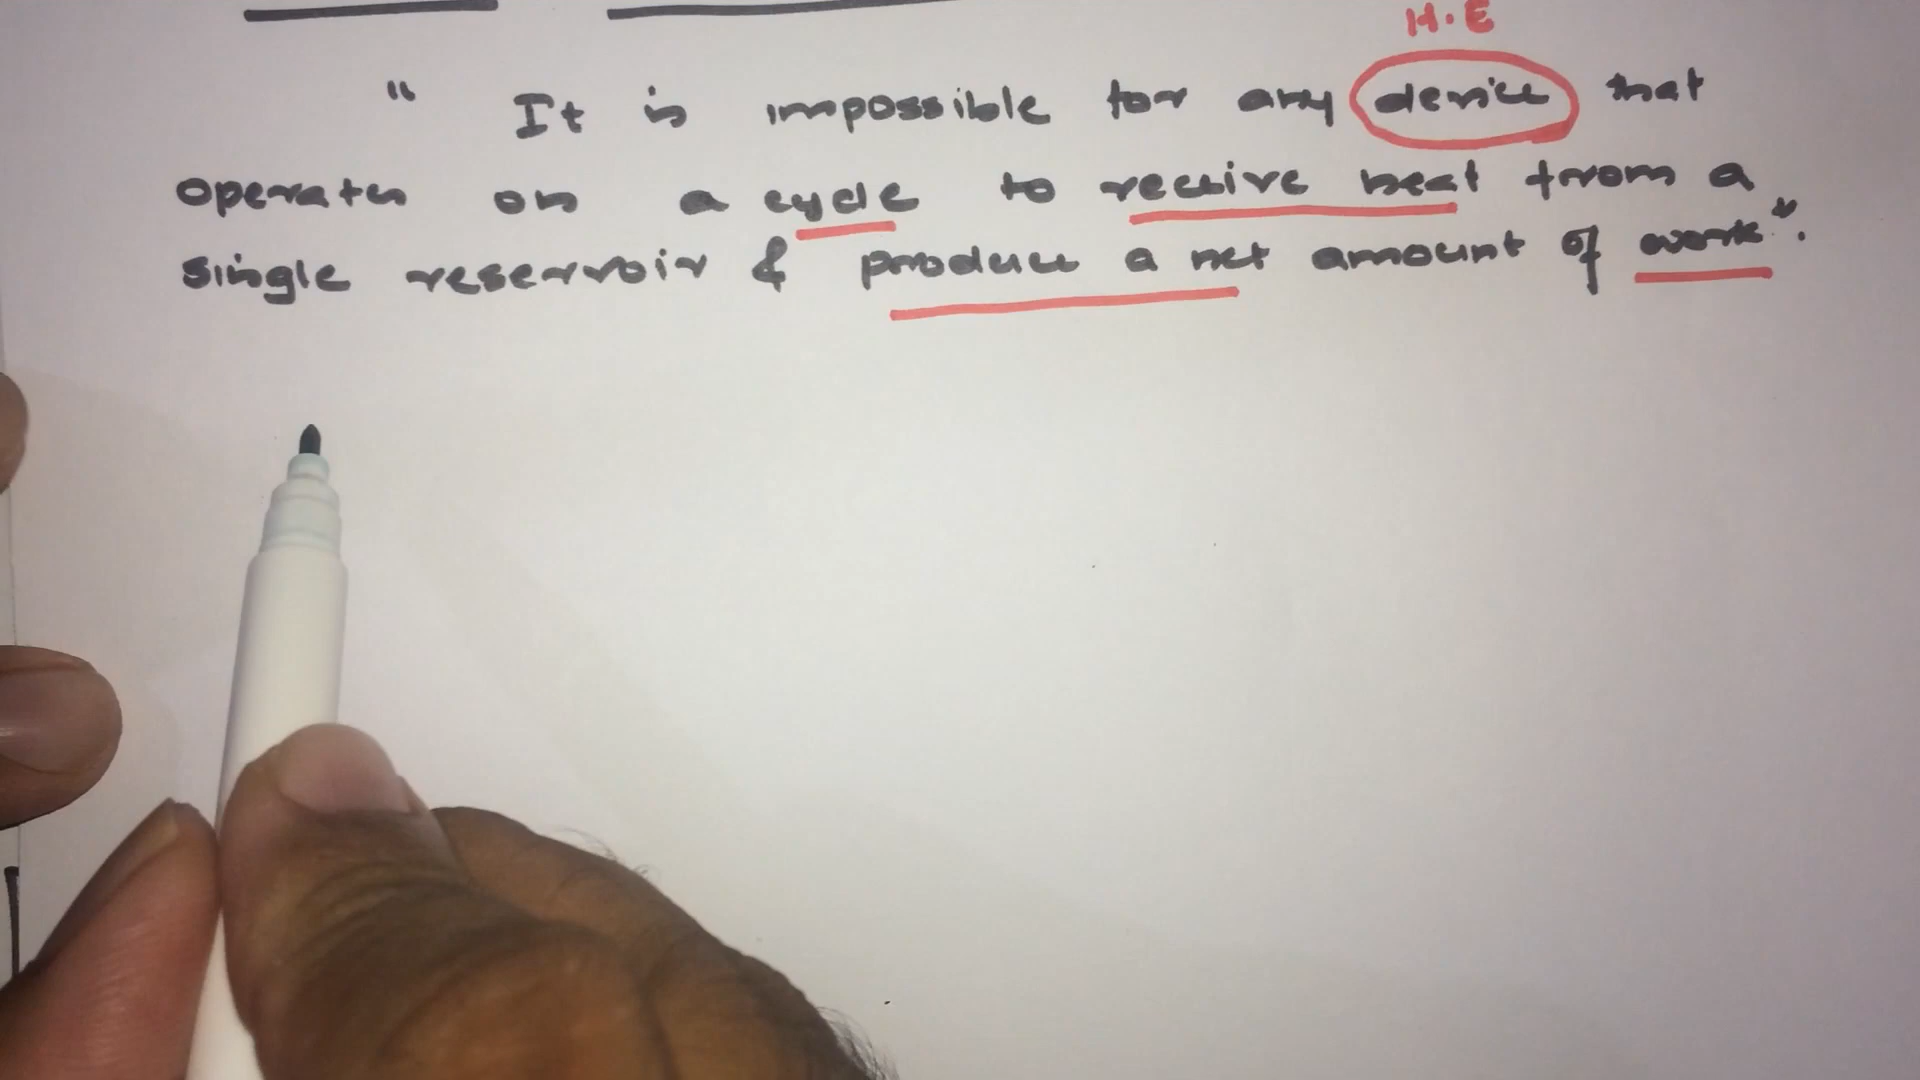 H.E
" It is impossible for any device that
operates on a cycle to receive heat from a
single reservoir & produce a net amount of work".